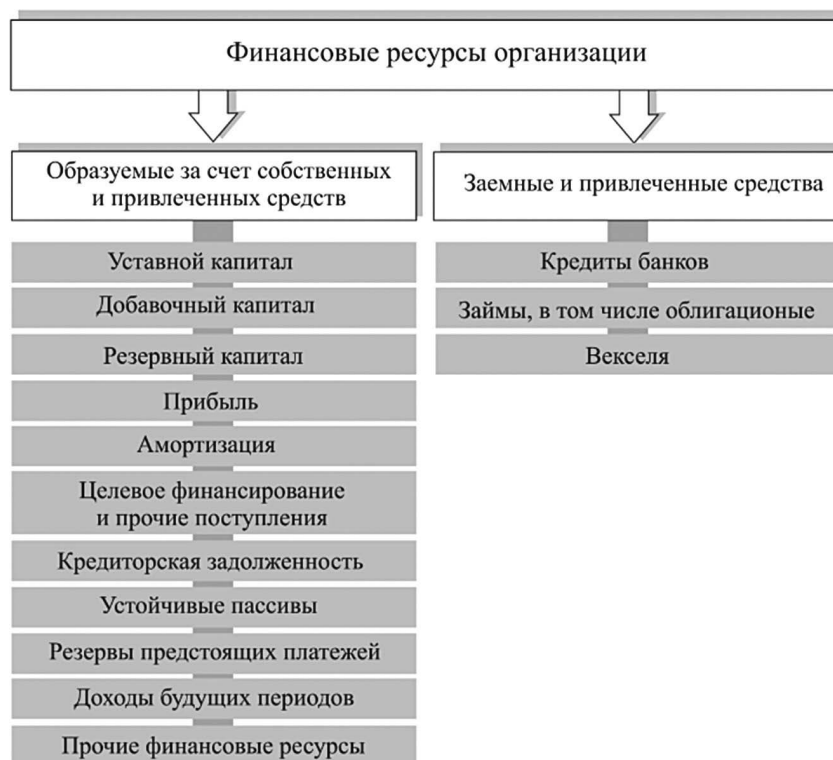 Финансовые ресурсы организации
Образуемые за счет собственных
и привлеченных средств
Уставной капитал
Добавочный капитал
Резервный капитал
Прибыль
Амортизация
Целевое финансирование
и прочие поступления
Кредиторская задолженность
Устойчивые пассивы
Резервы предстоящих платежей
Доходы будущих периодов
Прочие финансовые ресурсы
Заемные и привлеченные средства
Кредиты банков
Займы, в том числе облигационые
Векселя